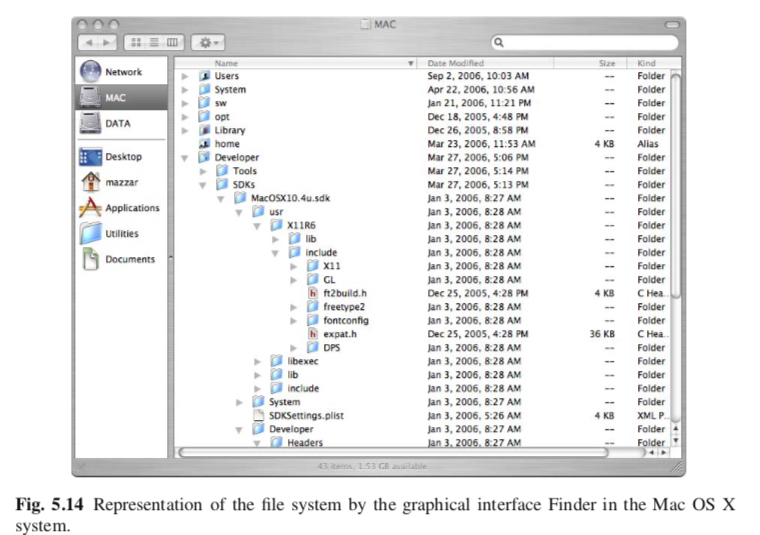 MAC
Name Date Modified Size Kind
Network
MAC
DATA
Desktop
mazzar
Applications
Utilities
Documents
Users Sep 2, 2006, 10:03 AM -- Folder
System Apr 22, 2006, 10:56 AM -- Folder
sw Jan 21, 2006, 11:21 PM -- Folder
opt Dec 18, 2005, 4:48 PM -- Folder
Library Dec 26, 2005, 8:58 PM -- Folder
home Mar 23, 2006, 11:53 AM 4 KB Alias
Developer Mar 27, 2006, 5:06 PM -- Folder
Tools Mar 27, 2006, 5:14 PM -- Folder
SDKs Mar 27, 2006, 5:13 PM -- Folder
MacOSX10.4u.sdk Jan 3, 2006, 8:27 AM -- Folder
usr Jan 3, 2006, 8:28 AM -- Folder
X11R6 Jan 3, 2006, 8:28 AM -- Folder
lib Jan 3, 2006, 8:28 AM -- Folder
include Jan 3, 2006, 8:28 AM -- Folder
X11 Jan 3, 2006, 8:28 AM -- Folder
GL Jan 3, 2006, 8:28 AM -- Folder
ft2build.h Dec 25, 2005, 4:28 PM 4 KB C Hea..
freetype2 Jan 3, 2006, 8:28 AM -- Folder
fontconfig Jan 3, 2006, 8:28 AM -- Folder
expat.h Dec 25, 2005, 4:28 PM 36 KB C Hea..
DPS Jan 3, 2006, 8:28 AM -- Folder
libexec Jan 3, 2006, 8:28 AM -- Folder
lib Jan 3, 2006, 8:28 AM -- Folder
include Jan 3, 2006, 8:28 AM -- Folder
System Jan 3, 2006, 8:27 AM -- Folder
SDKSettings.plist Jan 3, 2006, 5:26 AM 4 KB XML P..
Developer Jan 3, 2006, 8:27 AM -- Folder
Headers Jan 3, 2006, 8:27 AM -- Folder
43 items, 1.53 GB available
Fig. 5.14 Representation of the file system by the graphical interface Finder in the Mac OS X
system.